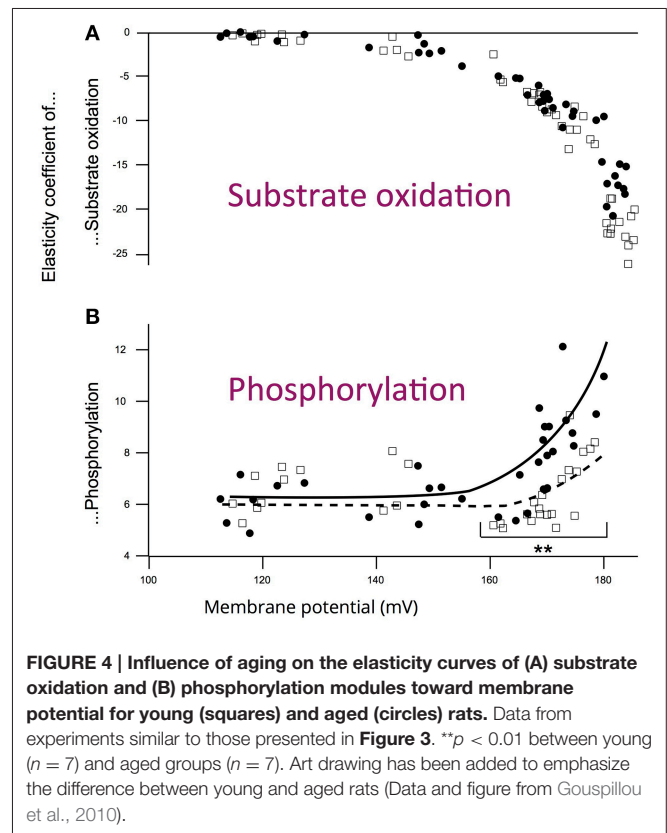 A
Elasticity coefficient of...
...Substrate oxidation
0
-5
-10
-15
-20
-25
Substrate oxidation
B
...Phosphorylation
12
10
8
6
4
Phosphorylation
**
100
120
140
160
180
Membrane potential (mV)
FIGURE 4 | Influence of aging on the elasticity curves of (A) substrate
oxidation and (B) phosphorylation modules toward membrane
potential for young (squares) and aged (circles) rats. Data from
experiments similar to those presented in Figure 3. **p < 0.01 between young
(n = 7) and aged groups (n = 7). Art drawing has been added to emphasize
the difference between young and aged rats (Data and figure from Gouspillou
et al., 2010).